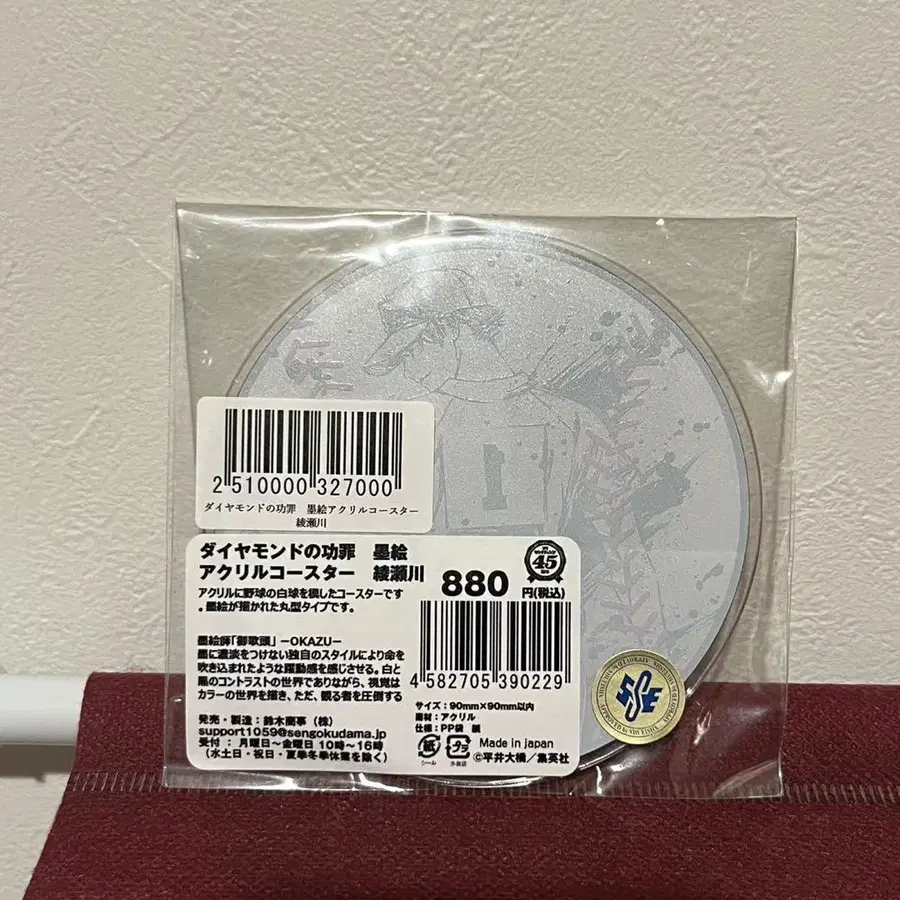 1
2 510000 327000
ダイヤモンドの功罪 墨絵アクリルコースター
綾瀬川
ダイヤモンドの功罪 墨絵
アクリルコースター 綾瀬川
880
円(税込)
45
アクリルに野球の白球を模したコースターです
。墨絵が描かれた丸型タイプです。
墨絵師「御歌頭」−OKAZU−
墨に濃淡をつけない独自のスタイルにより命を
吹き込まれたような躍動感を感じさせる。白と
黒のコントラストの世界でありながら、視覚は
カラーの世界を描き、ただ、観る者を圧倒する
発売・製造:鈴木商事(株)
support1059@sengokudama.jp
受付:月曜日〜金曜日10時〜16時
(水土日・祝日・夏季冬季休業を除く)
4 582705 390229
サイズ:90mm×90mm以内
素材:アクリル
仕様:PP袋 紙
紙
シール
プラ
外装袋
Made in japan
©平井大橋/集英社
SSE